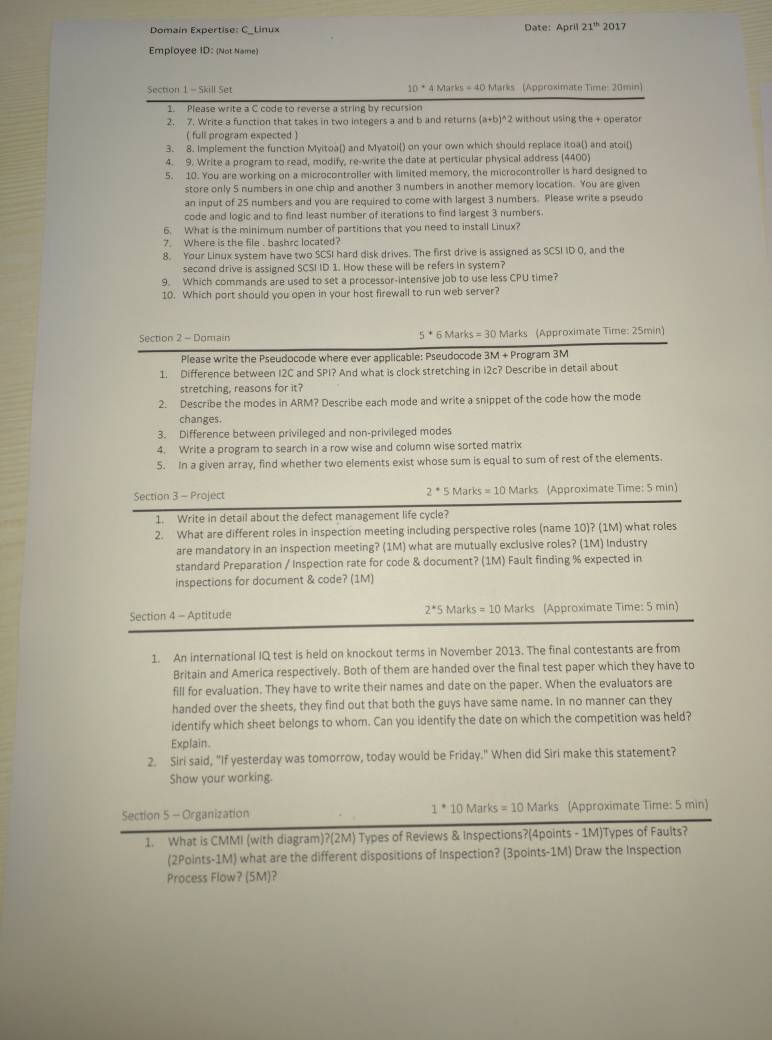 Domain Expertise: C_Linux
Date: April 21th 2017
Employee ID: (Not Name)
Section 1 – Skill Set
10 * 4 Marks = 40 Marks (Approximate Time: 20min)
1. Please write a C code to reverse a string by recursion
2. 7. Write a function that takes in two integers a and b and returns (a+b)^2 without using the + operator
( full program expected )
3. 8. Implement the function Myitoa() and Myatoi() on your own which should replace itoa() and atoi()
4. 9. Write a program to read, modify, re-write the date at perticular physical address (4400)
5. 10. You are working on a microcontroller with limited memory, the microcontroller is hard designed to
store only 5 numbers in one chip and another 3 numbers in another memory location. You are given
an input of 25 numbers and you are required to come with largest 3 numbers. Please write a pseudo
code and logic and to find least number of iterations to find largest 3 numbers.
6. What is the minimum number of partitions that you need to install Linux?
7. Where is the file . bashrc located?
8. Your Linux system have two SCSI hard disk drives. The first drive is assigned as SCSI ID 0, and the
second drive is assigned SCSI ID 1. How these will be refers in system?
9. Which commands are used to set a processor-intensive job to use less CPU time?
10. Which port should you open in your host firewall to run web server?
Section 2 – Domain
5 * 6 Marks = 30 Marks (Approximate Time: 25min)
Please write the Pseudocode where ever applicable: Pseudocode 3M + Program 3M
1. Difference between I2C and SPI? And what is clock stretching in i2c? Describe in detail about
stretching, reasons for it?
2. Describe the modes in ARM? Describe each mode and write a snippet of the code how the mode
changes.
3. Difference between privileged and non-privileged modes
4. Write a program to search in a row wise and column wise sorted matrix
5. In a given array, find whether two elements exist whose sum is equal to sum of rest of the elements.
Section 3 – Project
2 * 5 Marks = 10 Marks (Approximate Time: 5 min)
1. Write in detail about the defect management life cycle?
2. What are different roles in inspection meeting including perspective roles (name 10)? (1M) what roles
are mandatory in an inspection meeting? (1M) what are mutually exclusive roles? (1M) Industry
standard Preparation / Inspection rate for code & document? (1M) Fault finding % expected in
inspections for document & code? (1M)
Section 4 – Aptitude
2*5 Marks = 10 Marks (Approximate Time: 5 min)
1. An international IQ test is held on knockout terms in November 2013. The final contestants are from
Britain and America respectively. Both of them are handed over the final test paper which they have to
fill for evaluation. They have to write their names and date on the paper. When the evaluators are
handed over the sheets, they find out that both the guys have same name. In no manner can they
identify which sheet belongs to whom. Can you identify the date on which the competition was held?
Explain.
2. Siri said, "If yesterday was tomorrow, today would be Friday." When did Siri make this statement?
Show your working.
Section 5 – Organization
1 * 10 Marks = 10 Marks (Approximate Time: 5 min)
1. What is CMMI (with diagram)?(2M) Types of Reviews & Inspections?(4points - 1M)Types of Faults?
(2Points-1M) what are the different dispositions of Inspection? (3points-1M) Draw the Inspection
Process Flow? (5M)?